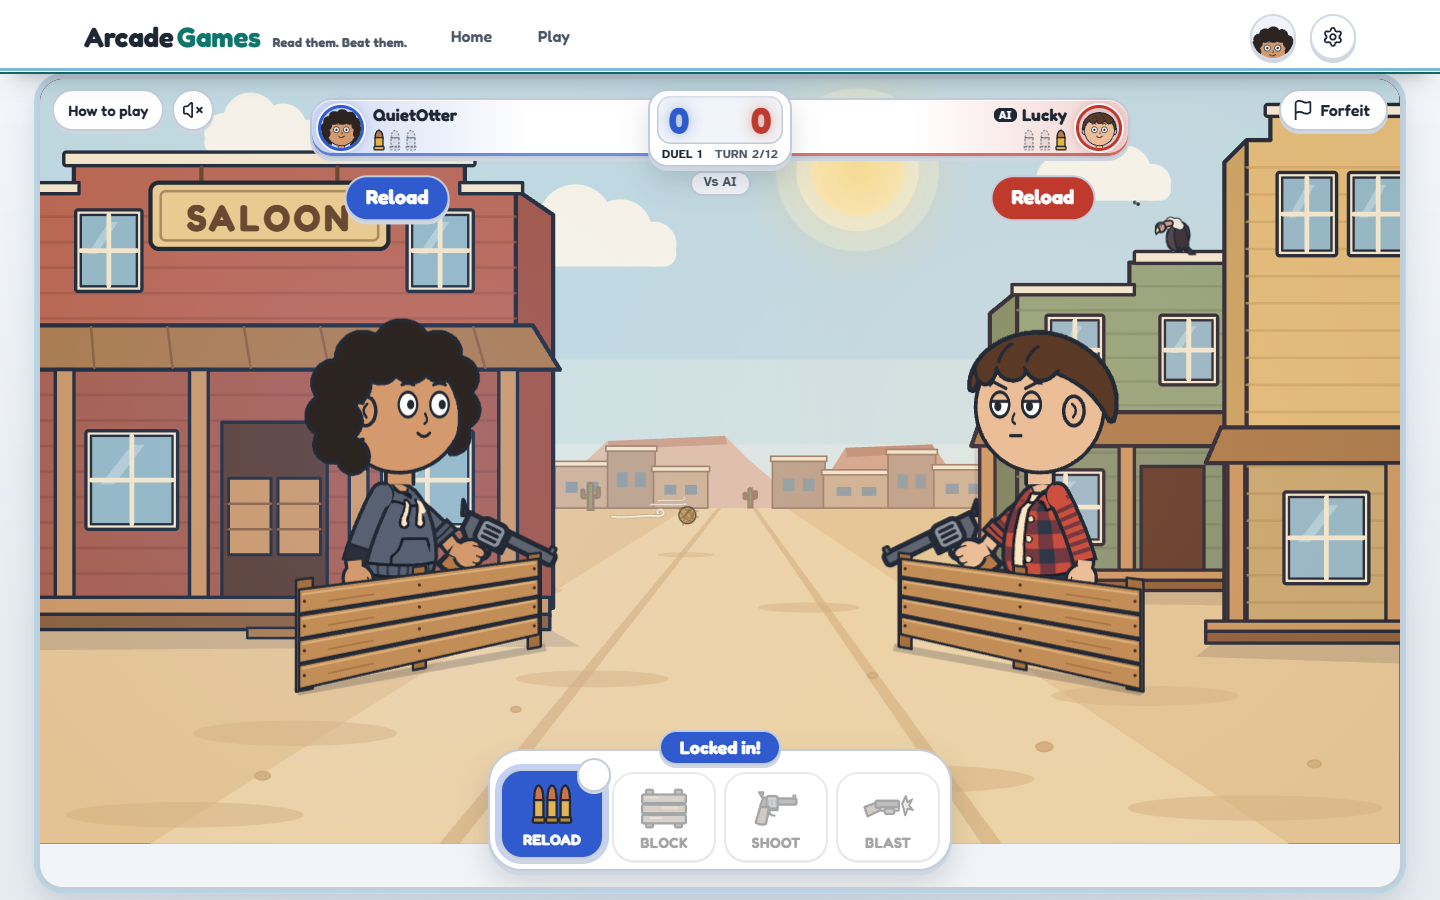 Arcade Games Read them. Beat them. Home Play
How to play
QuietOtter
0 0
AI Lucky
Forfeit
DUEL 1 TURN 2/12
Vs AI
SALOON
Reload
Reload
Locked in!
RELOAD
BLOCK
SHOOT
BLAST